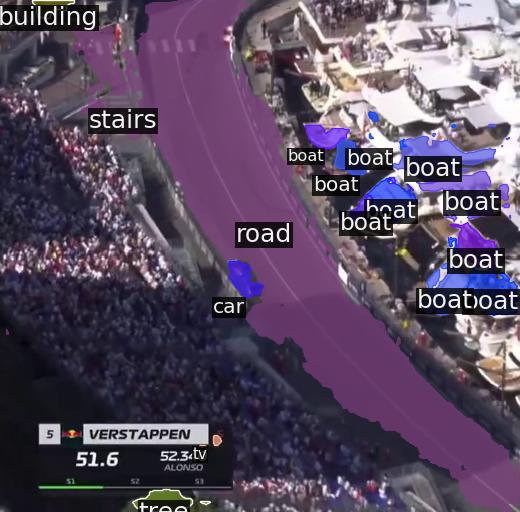 building
stairs
boat
boat
boat
boat
boat
boat
boat
road
boat
car
boat
boat
5 VERSTAPPEN
51.6 52.3
tv
ALONSO
S1 S2 S3
tree